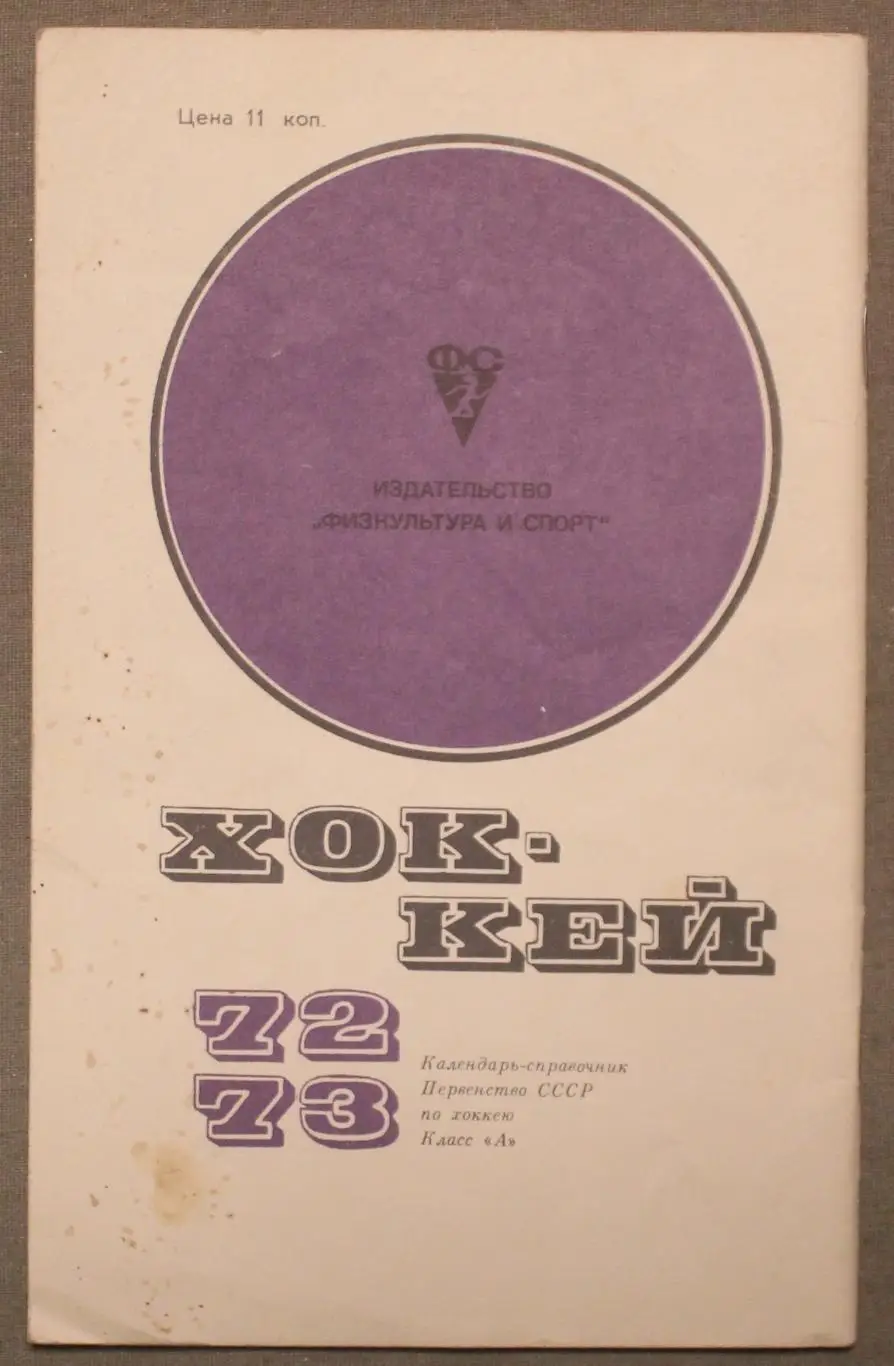 Цена 11 коп.
ФС
ИЗДАТЕЛЬСТВО
„ФИЗКУЛЬТУРА И СПОРТ“
ХОК-
КЕЙ
72
73
Календарь-справочник
Первенство СССР
по хоккею
Класс «А»